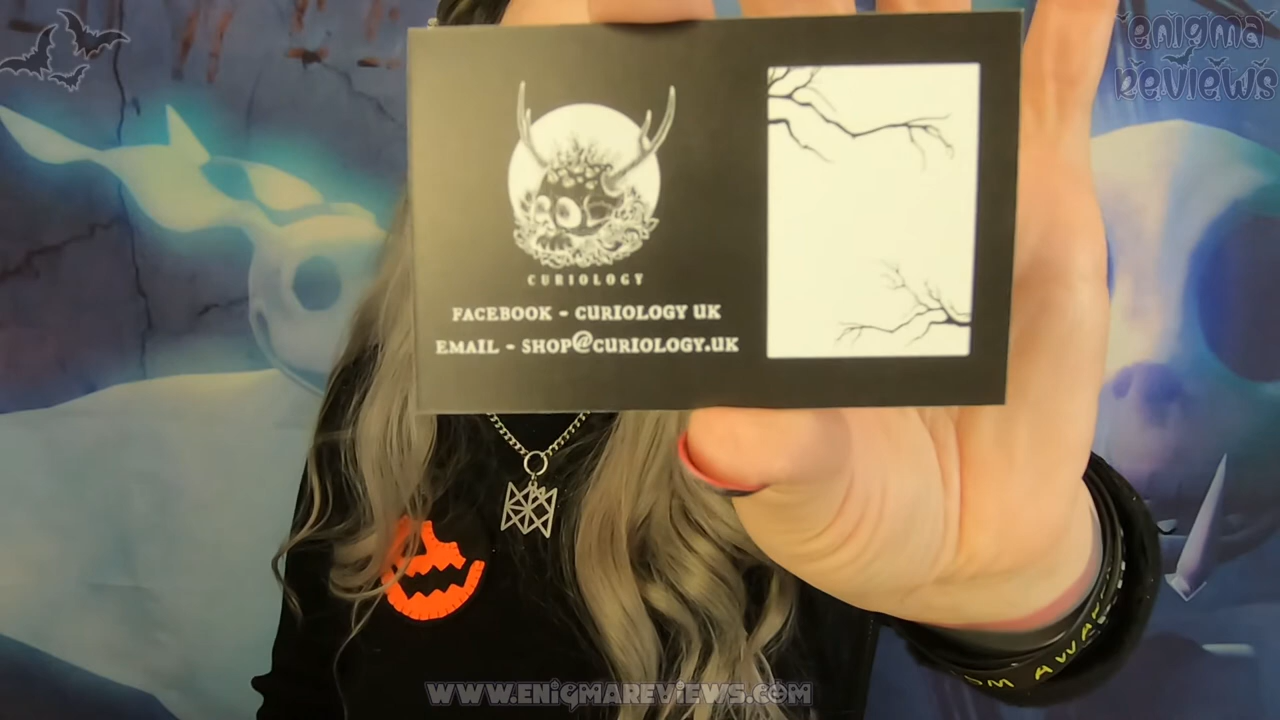 enigma
Reviews
CURIOLOGY
FACEBOOK - CURIOLOGY UK
EMAIL - SHOP@CURIOLOGY.UK
WWW.ENIGMAREVIEWS.COM